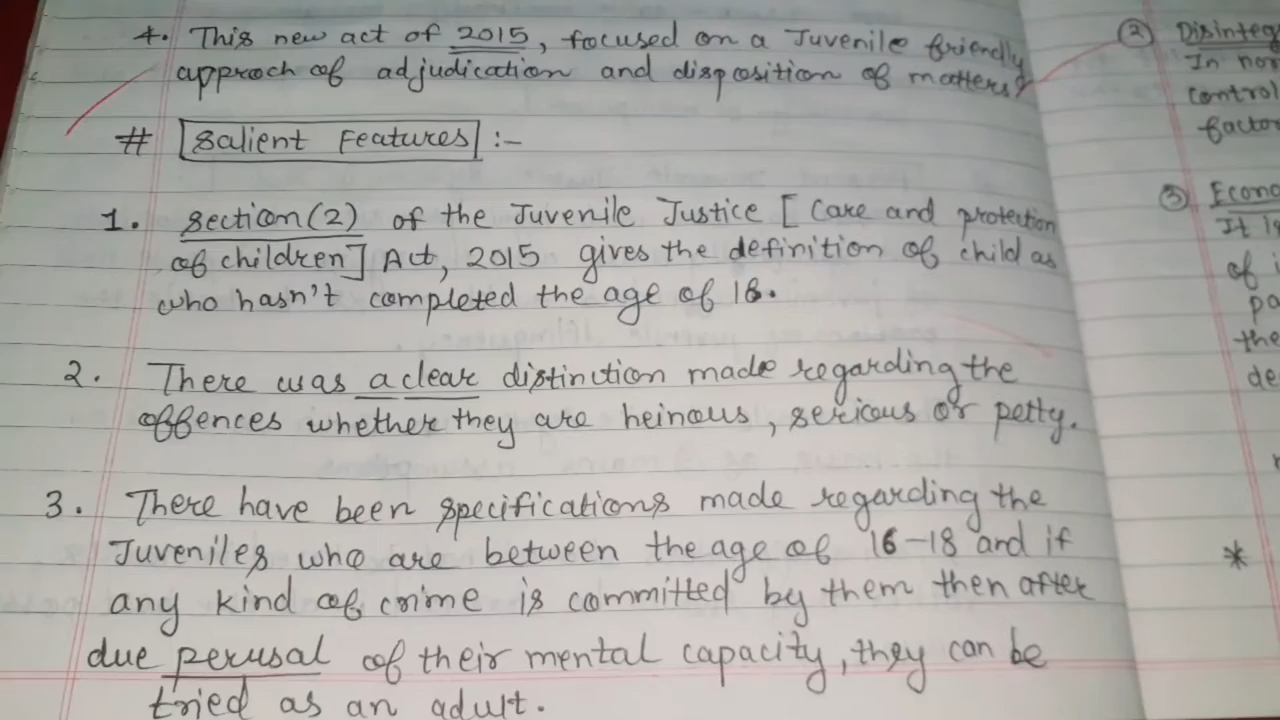 4. This new act of 2015, focused on a Juvenile friendly
approch of adjudication and disposition of matters.
# Salient Features :-
1. Section(2) of the Juvenile Justice [Care and protection
of children] Act, 2015 gives the definition of child as
who hasn't completed the age of 18.
2. There was a clear distinction made regarding the
offences whether they are heinous, serious or petty.
3. There have been specifications made regarding the
Juveniles who are between the age of 16-18 and if
any kind of crime is committed by them then after
due perusal of their mental capacity, they can be
tried as an adult.
② Disinteg
In nor
control
factor
③ Econo
It is
of i
po
the
de
*